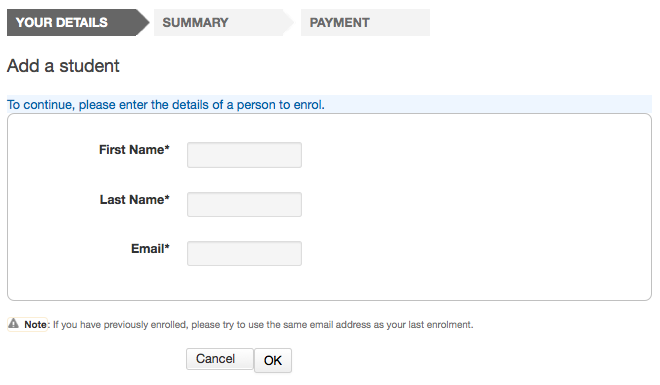 YOUR DETAILS SUMMARY PAYMENT
Add a student
To continue, please enter the details of a person to enrol.
First Name*
Last Name*
Email*
Note: If you have previously enrolled, please try to use the same email address as your last enrolment.
Cancel OK